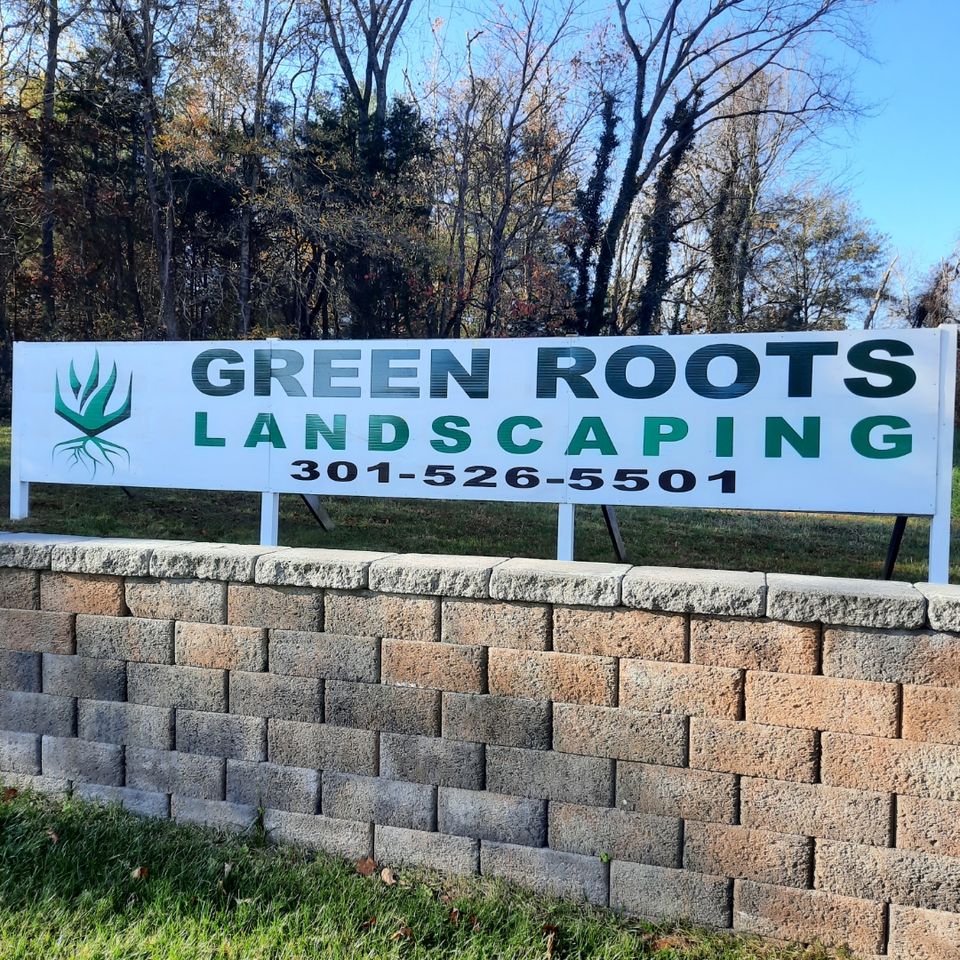 GREEN ROOTS
LANDSCAPING
301-526-5501